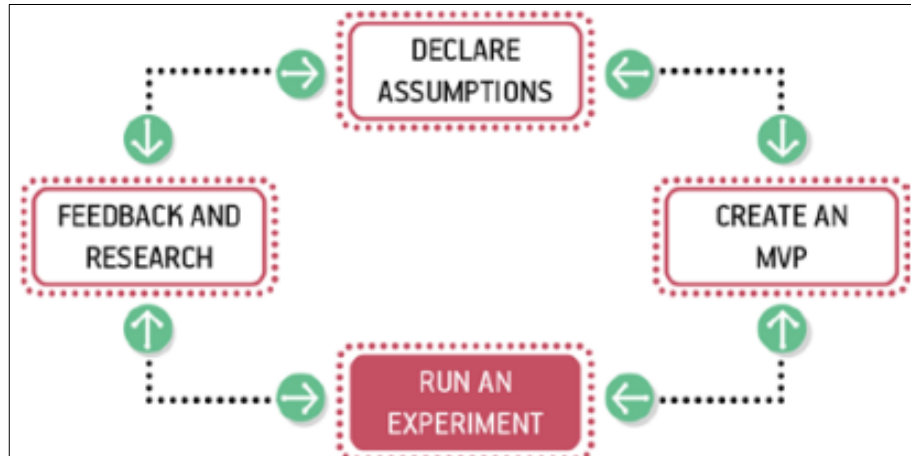 DECLARE
ASSUMPTIONS
FEEDBACK AND
RESEARCH
CREATE AN
MVP
RUN AN
EXPERIMENT